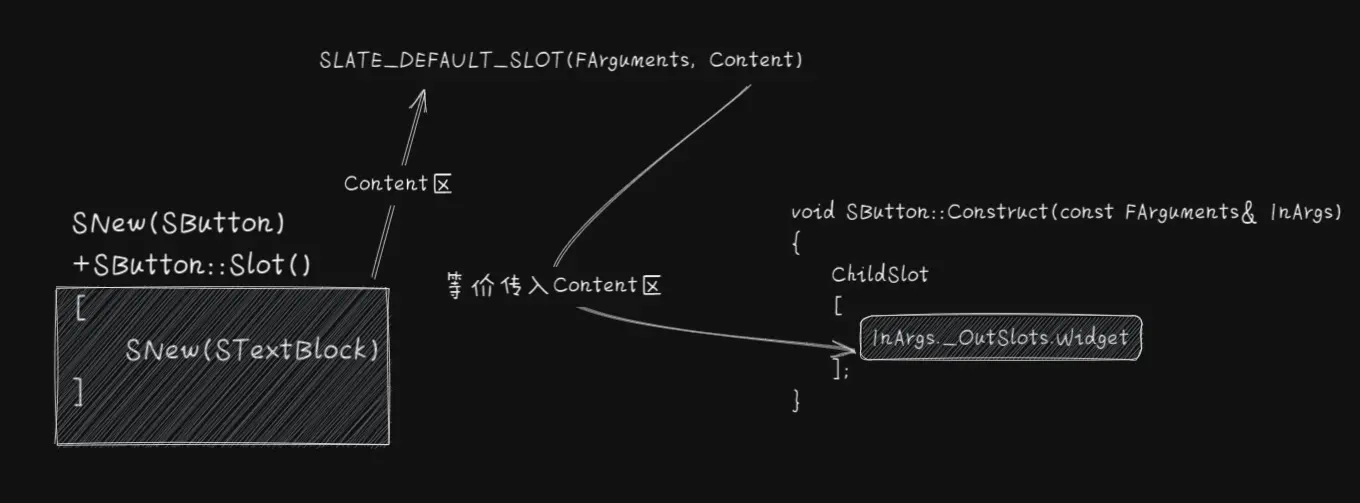 SLATE_DEFAULT_SLOT(FArguments, Content)
Content区
SNew(SButton)
+SButton::Slot()
[
SNew(STextBlock)
]
等价传入Content区
void SButton::Construct(const FArguments& InArgs)
{
ChildSlot
[
InArgs._OutSlots.Widget
];
}